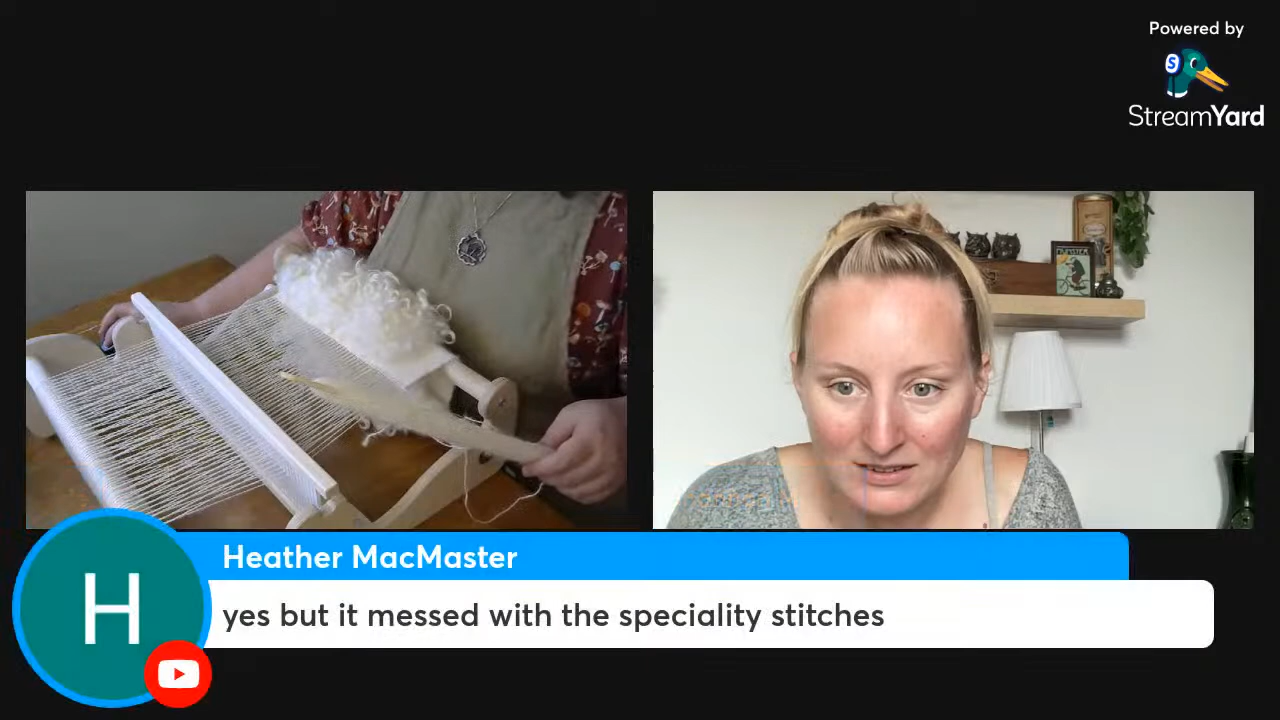 Powered by
S
StreamYard
H
Heather MacMaster
yes but it messed with the speciality stitches